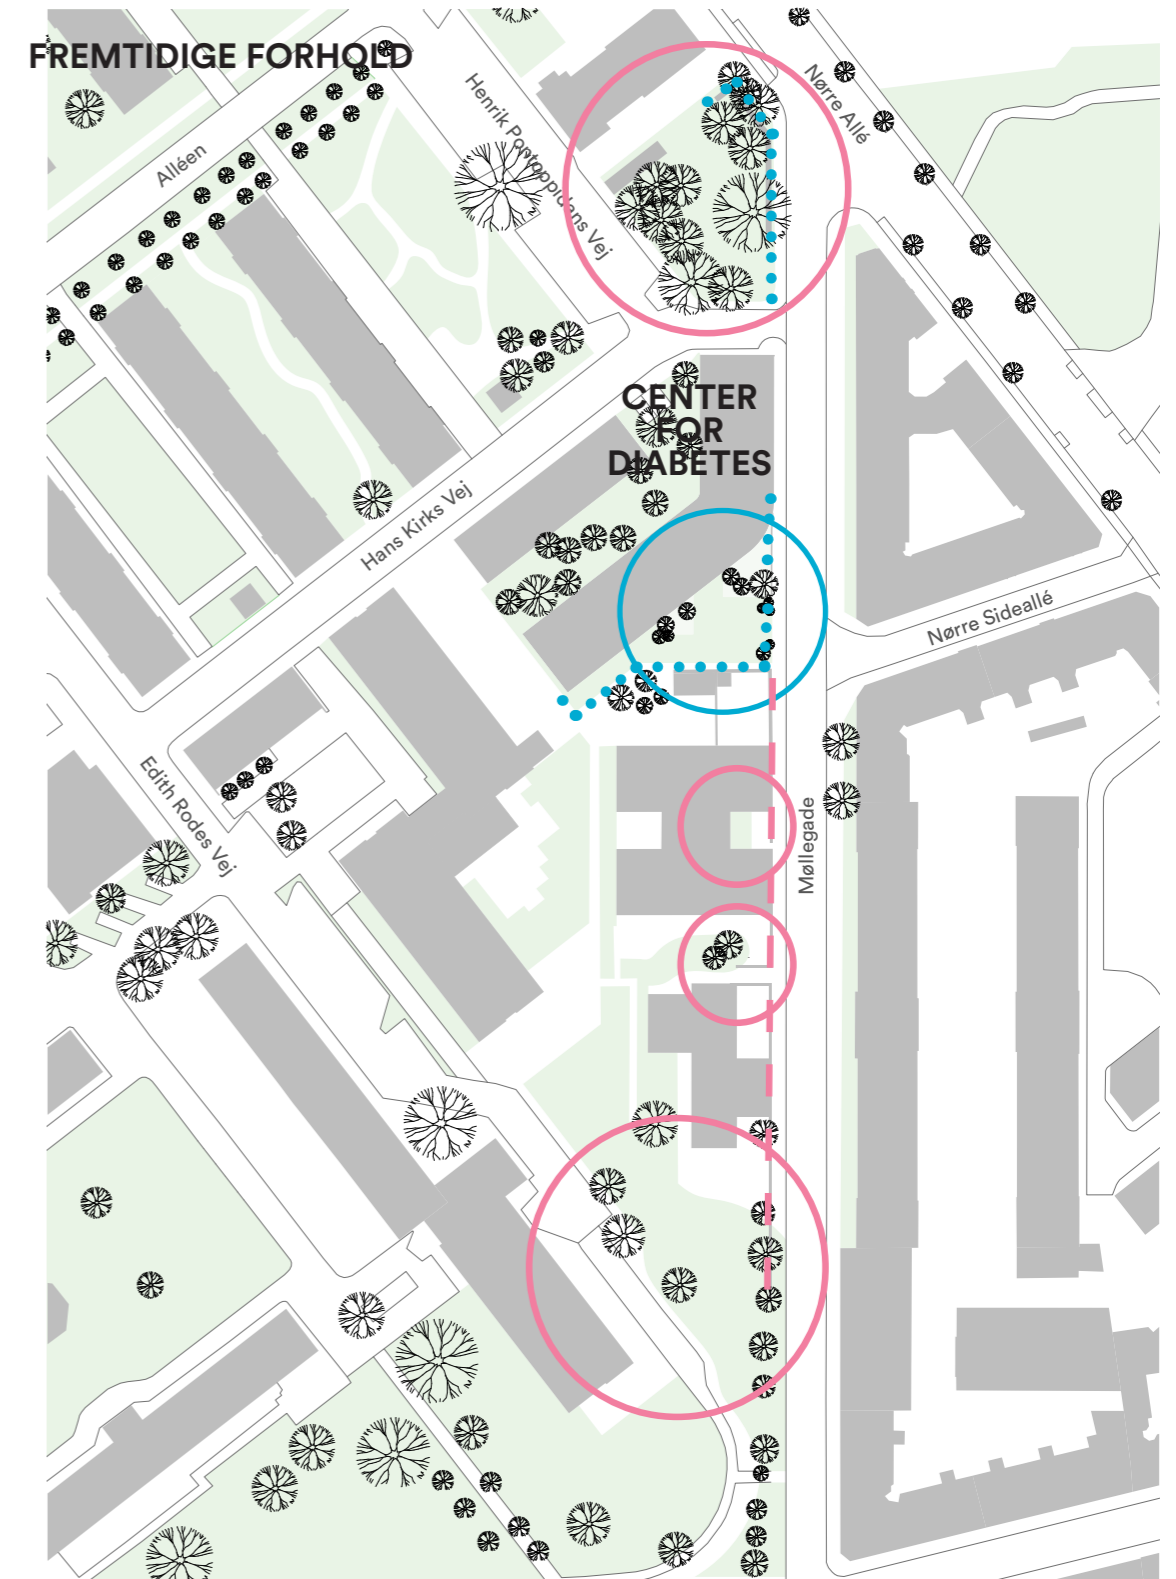 FREMTIDIGE FORHOLD
Alléen
Henrik Pontoppidans Vej
Nørre Allé
CENTER
FOR
DIABETES
Hans Kirks Vej
Nørre Sideallé
Edith Rodes Vej
Møllegade